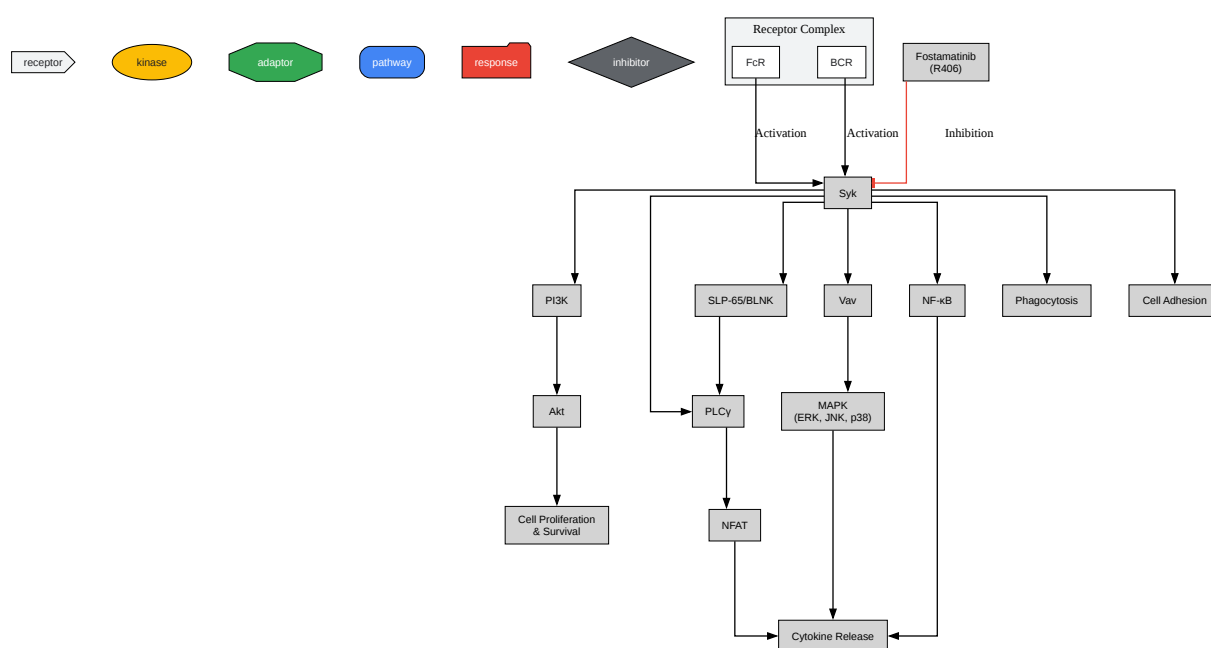 receptor
kinase
adaptor
pathway
response
inhibitor
Receptor Complex
FcR
BCR
Fostamatinib
(R406)
Activation
Activation
Inhibition
Syk
PI3K
SLP-65/BLNK
Vav
NF-κB
Phagocytosis
Cell Adhesion
Akt
PLCγ
MAPK
(ERK, JNK, p38)
Cell Proliferation
& Survival
NFAT
Cytokine Release